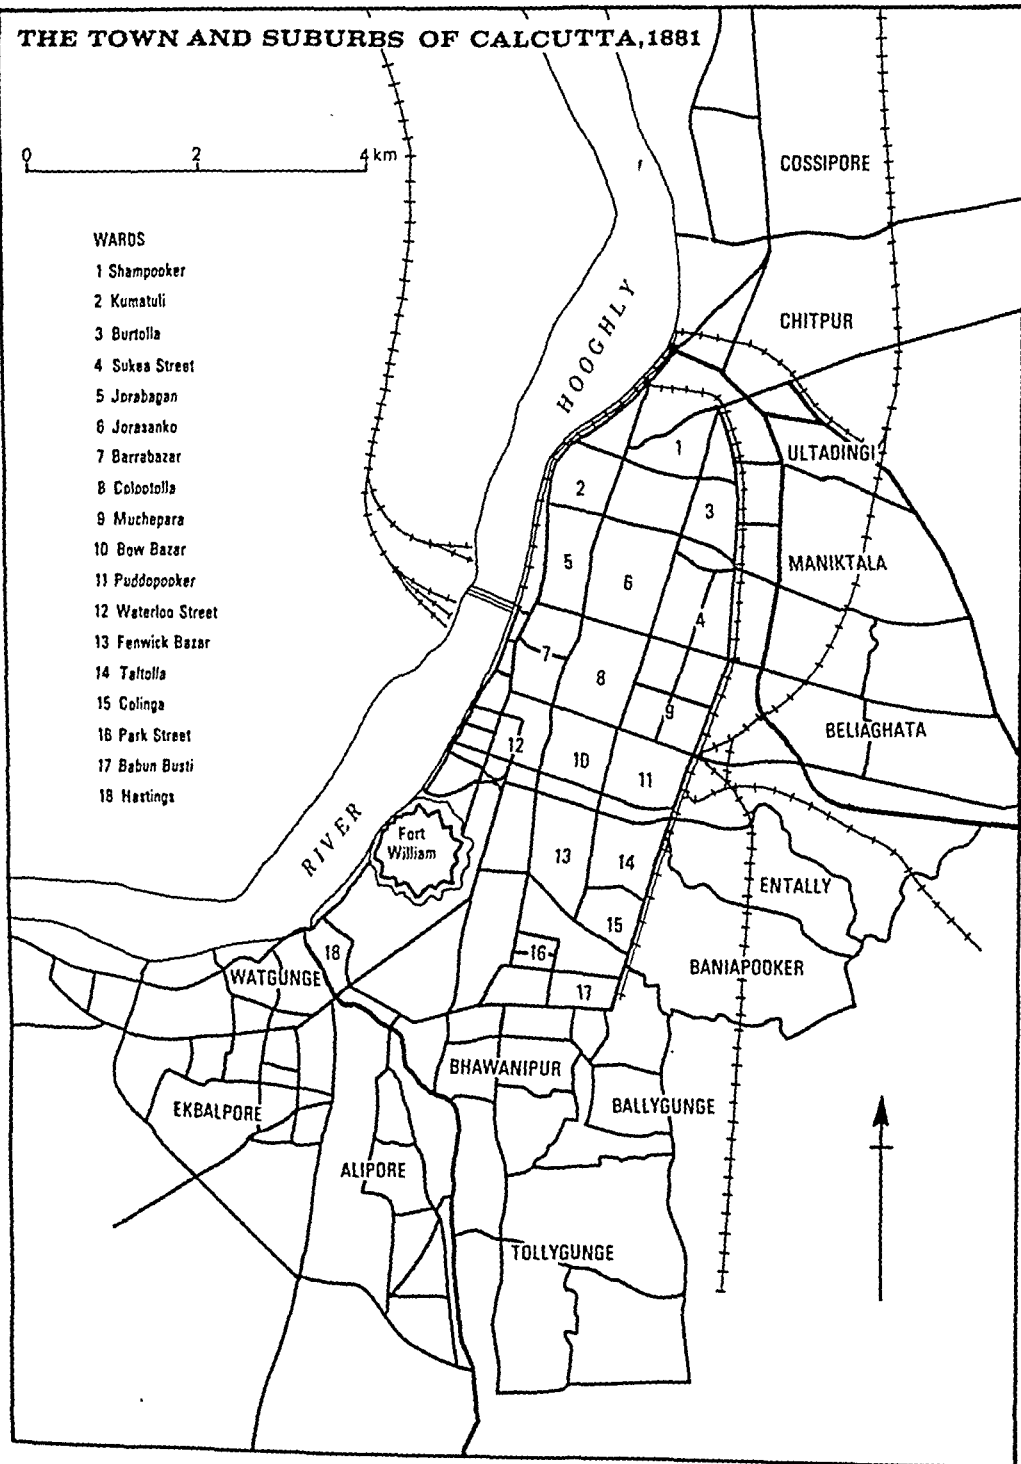 THE TOWN AND SUBURBS OF CALCUTTA, 1881
0 2 4 km
WARDS
1 Shampooker
2 Kumatuli
3 Burtolla
4 Sukea Street
5 Jorabagan
6 Jorasanko
7 Barrabazar
8 Colootolla
9 Muchepara
10 Bow Bazar
11 Puddopooker
12 Waterloo Street
13 Fenwick Bazar
14 Taltolla
15 Colinga
16 Park Street
17 Babun Busti
18 Hastings
COSSIPORE
CHITPUR
HOOGHLY
ULTADINGI
1
2
3
MANIKTALA
5
6
4
7
8
9
BELIAGHATA
12
10
11
RIVER
Fort
William
13
14
ENTALLY
15
18
16
BANIAPOOKER
WATGUNGE
17
BHAWANIPUR
EKBALPORE
BALLYGUNGE
ALIPORE
TOLLYGUNGE